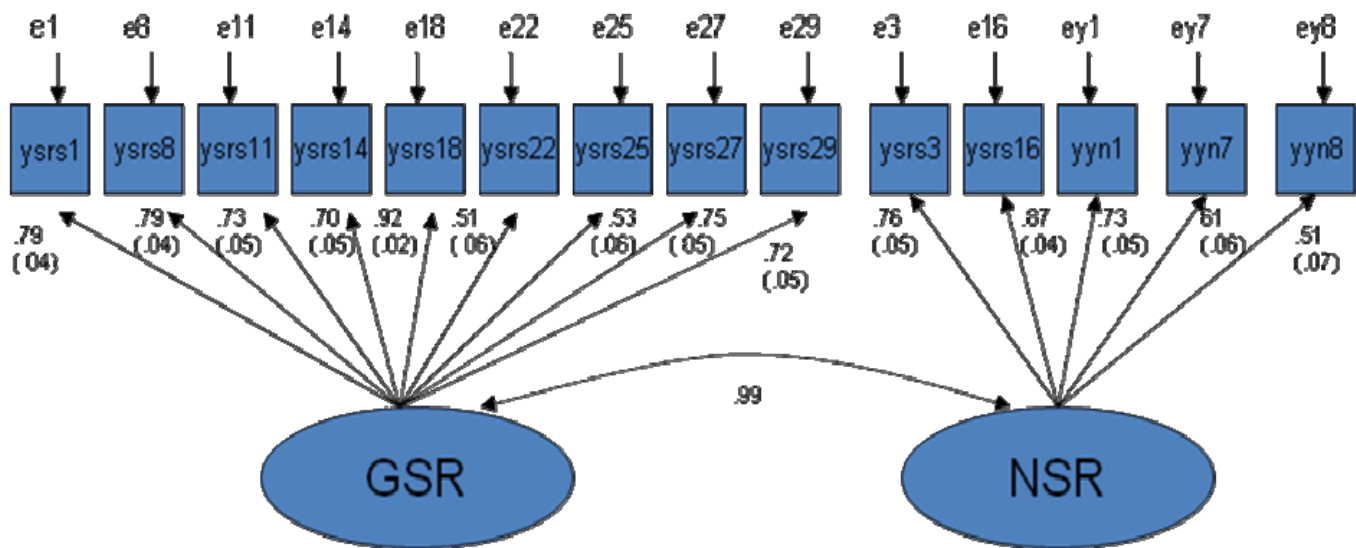 e1 e8 e11 e14 e18 e22 e25 e27 e29 e3 e16 ey1 ey7 ey8
ysrs1 ysrs8 ysrs11 ysrs14 ysrs18 ysrs22 ysrs25 ysrs27 ysrs29 ysrs3 ysrs16 yyn1 yyn7 yyn8
.79 .79 .73 .70 .92 .51 .53 .75 .72 .76 .87 .73 .61 .51
(.04) (.04) (.05) (.05) (.02) (.06) (.06) (.05) (.05) (.05) (.04) (.05) (.06) (.07)
.99
GSR NSR